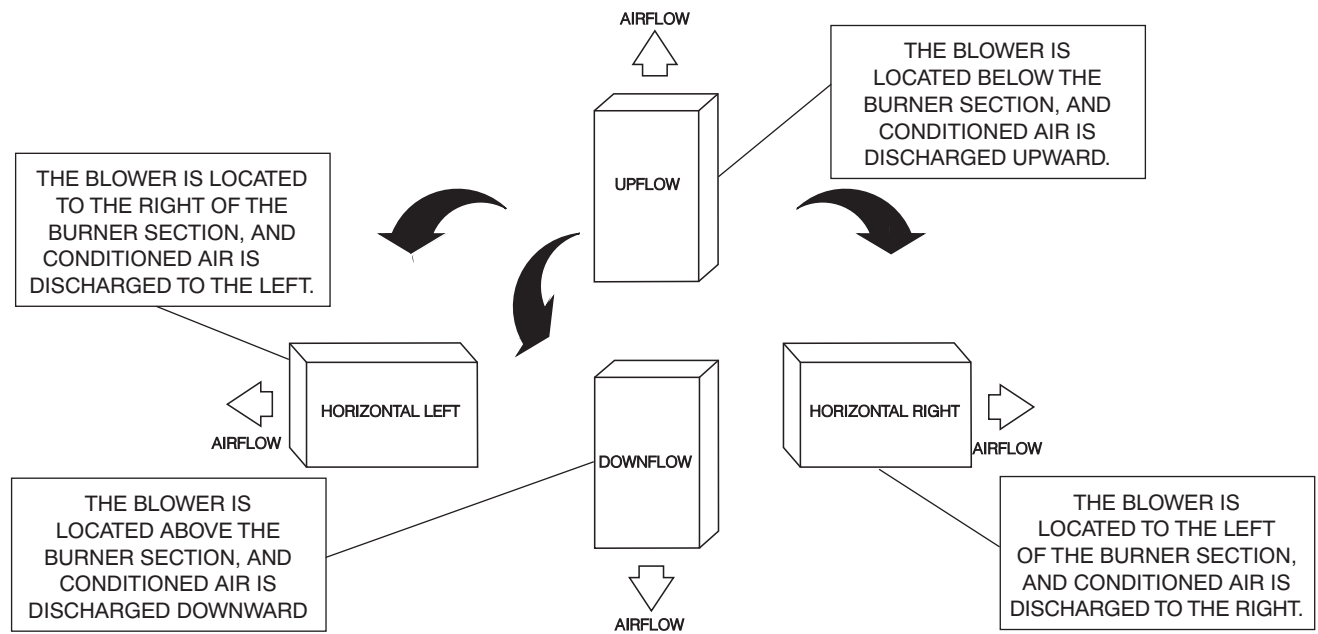 AIRFLOW
THE BLOWER IS
LOCATED BELOW THE
BURNER SECTION, AND
CONDITIONED AIR IS
DISCHARGED UPWARD.
UPFLOW
THE BLOWER IS LOCATED
TO THE RIGHT OF THE
BURNER SECTION, AND
CONDITIONED AIR IS
DISCHARGED TO THE LEFT.
HORIZONTAL LEFT
AIRFLOW
HORIZONTAL RIGHT
AIRFLOW
DOWNFLOW
THE BLOWER IS
LOCATED ABOVE THE
BURNER SECTION, AND
CONDITIONED AIR IS
DISCHARGED DOWNWARD
THE BLOWER IS
LOCATED TO THE LEFT
OF THE BURNER SECTION,
AND CONDITIONED AIR IS
DISCHARGED TO THE RIGHT.
AIRFLOW